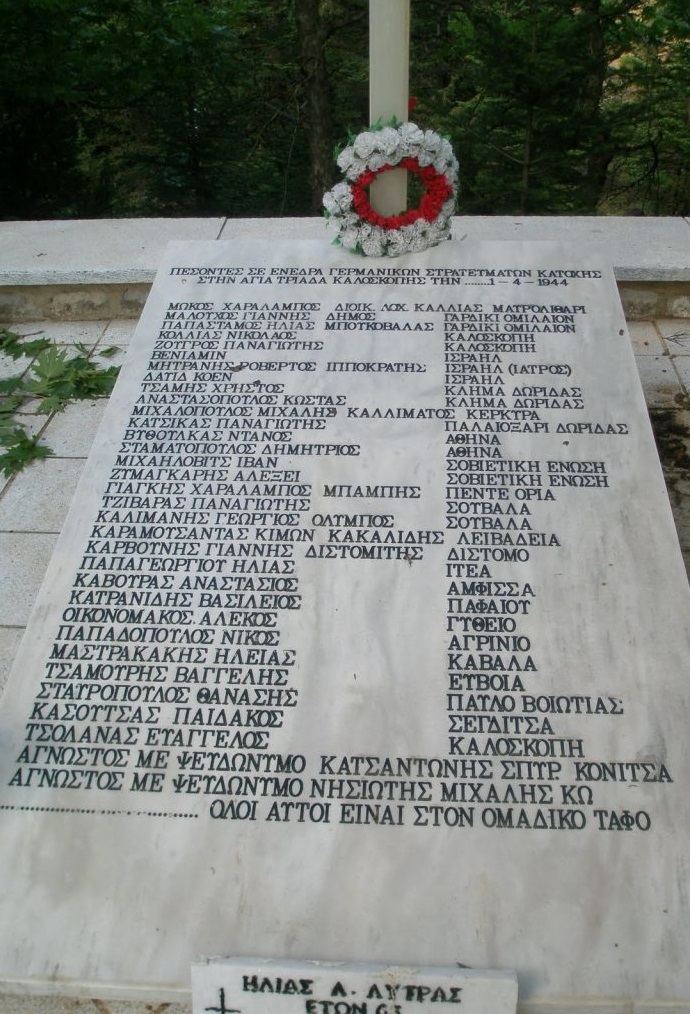 ΠΕΣΟΝΤΕΣ ΣΕ ΕΝΕΔΡΑ ΓΕΡΜΑΝΙΚΩΝ ΣΤΡΑΤΕΤΜΑΤΩΝ ΚΑΤΟΧΗΣ
ΣΤΗΝ ΑΓΙΑ ΤΡΙΑΔΑ ΚΑΛΟΣΚΟΠΗΣ ΤΗΝ ........1-4-1944
ΜΩΚΟΣ ΧΑΡΑΛΑΜΠΟΣ ΔΙΟΙΚ. ΛΟΧ. ΚΑΛΛΙΑΣ ΜΑΥΡΟΛΙΘΑΡΙ
ΜΑΛΟΥΧΟΣ ΓΙΑΝΝΗΣ ΔΗΜΟΣ ΓΑΡΔΙΚΙ ΟΜΙΛΑΙΩΝ
ΠΑΠΑΣΤΑΜΟΣ ΗΛΙΑΣ ΜΠΟΥΚΟΒΑΛΑΣ ΓΑΡΔΙΚΙ ΟΜΙΛΑΙΩΝ
ΚΟΛΛΙΑΣ ΝΙΚΟΛΑΟΣ ΚΑΛΟΣΚΟΠΗ
ΖΟΥΓΡΟΣ ΠΑΝΑΓΙΩΤΗΣ ΚΑΛΟΣΚΟΠΗ
ΒΕΝΙΑΜΙΝ ΙΣΡΑΗΛ
ΜΗΤΡΑΝΗΣ ΡΟΒΕΡΤΟΣ ΙΠΠΟΚΡΑΤΗΣ ΙΣΡΑΗΛ (ΙΑΤΡΟΣ)
ΔΑΤΙΔ ΚΟΕΝ ΙΣΡΑΗΛ
ΤΣΑΜΗΣ ΧΡΗΣΤΟΣ ΚΛΗΜΑ ΔΩΡΙΔΑΣ
ΑΝΑΣΤΑΣΟΠΟΥΛΟΣ ΚΩΣΤΑΣ ΚΛΗΜΑ ΔΩΡΙΔΑΣ
ΜΙΧΑΛΟΠΟΥΛΟΣ ΜΙΧΑΛΗΣ ΚΑΛΛΙΜΑΤΟΣ ΚΕΡΚΥΡΑ
ΚΑΤΣΙΚΑΣ ΠΑΝΑΓΙΩΤΗΣ ΠΑΛΑΙΟΞΑΡΙ ΔΩΡΙΔΑΣ
ΒΥΘΟΥΛΚΑΣ ΝΤΑΝΟΣ ΑΘΗΝΑ
ΣΤΑΜΑΤΟΠΟΥΛΟΣ ΔΗΜΗΤΡΙΟΣ ΑΘΗΝΑ
ΜΙΧΑΗΛΟΒΙΤΣ ΙΒΑΝ ΣΟΒΙΕΤΙΚΗ ΕΝΩΣΗ
ΖΥΜΑΓΚΑΡΗΣ ΑΛΕΞΕΙ ΣΟΒΙΕΤΙΚΗ ΕΝΩΣΗ
ΓΙΑΓΚΗΣ ΧΑΡΑΛΑΜΠΟΣ ΜΠΑΜΠΗΣ ΠΕΝΤΕ ΟΡΙΑ
ΤΖΙΒΑΡΑΣ ΠΑΝΑΓΙΩΤΗΣ ΣΟΥΒΑΛΑ
ΚΑΛΙΜΑΝΗΣ ΓΕΩΡΓΙΟΣ ΟΛΥΜΠΟΣ ΣΟΥΒΑΛΑ
ΚΑΡΑΜΟΥΣΑΝΤΑΣ ΚΙΜΩΝ ΚΑΚΑΛΙΔΗΣ ΛΕΙΒΑΔΕΙΑ
ΚΑΡΒΟΥΝΗΣ ΓΙΑΝΝΗΣ ΔΙΣΤΟΜΙΤΗΣ ΔΙΣΤΟΜΟ
ΠΑΠΑΓΕΩΡΓΙΟΥ ΗΛΙΑΣ ΙΤΕΑ
ΚΑΒΟΥΡΑΣ ΑΝΑΣΤΑΣΙΟΣ ΑΜΦΙΣΣΑ
ΚΑΤΡΑΝΙΔΗΣ ΒΑΣΙΛΕΙΟΣ ΠΑΦΑΙΟΥ
ΟΙΚΟΝΟΜΑΚΟΣ ΑΛΕΚΟΣ ΓΥΘΕΙΟ
ΠΑΠΑΔΟΠΟΥΛΟΣ ΝΙΚΟΣ ΑΓΡΙΝΙΟ
ΜΑΣΤΡΑΚΑΚΗΣ ΗΛΕΙΑΣ ΚΑΒΑΛΑ
ΤΣΑΜΟΥΡΗΣ ΒΑΓΓΕΛΗΣ ΕΥΒΟΙΑ
ΣΤΑΥΡΟΠΟΥΛΟΣ ΘΑΝΑΣΗΣ ΠΑΥΛΟ ΒΟΙΩΤΙΑΣ
ΚΑΣΟΥΤΣΑΣ ΠΑΙΔΑΚΟΣ ΣΕΓΔΙΤΣΑ
ΤΣΟΛΑΝΑΣ ΕΥΑΓΓΕΛΟΣ ΚΑΛΟΣΚΟΠΗ
ΑΓΝΩΣΤΟΣ ΜΕ ΨΕΥΔΩΝΥΜΟ ΚΑΤΣΑΝΤΩΝΗΣ ΣΠΥΡ. ΚΟΝΙΤΣΑ
ΑΓΝΩΣΤΟΣ ΜΕ ΨΕΥΔΩΝΥΜΟ ΝΗΣΙΩΤΗΣ ΜΙΧΑΛΗΣ ΚΩ
........................ ΟΛΟΙ ΑΥΤΟΙ ΕΙΝΑΙ ΣΤΟΝ ΟΜΑΔΙΚΟ ΤΑΦΟ
ΗΛΙΑΣ Λ. ΛΥΤΡΑΣ
ΕΤΩΝ